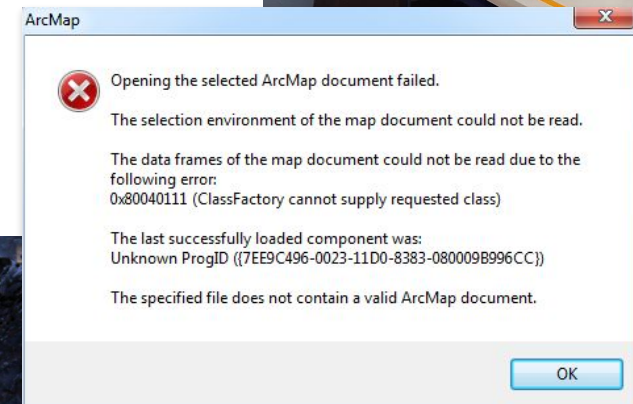 ArcMap
Opening the selected ArcMap document failed.
The selection environment of the map document could not be read.
The data frames of the map document could not be read due to the
following error:
0x80040111 (ClassFactory cannot supply requested class)
The last successfully loaded component was:
Unknown ProgID ({7EE9C496-0023-11D0-8383-080009B996CC})
The specified file does not contain a valid ArcMap document.
OK